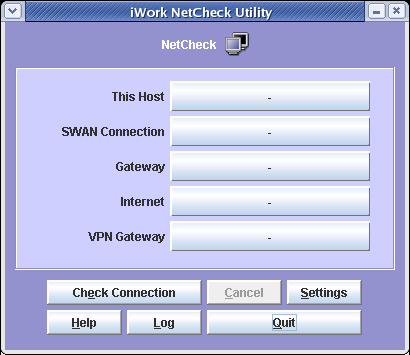 iWork NetCheck Utility
NetCheck
This Host -
SWAN Connection -
Gateway -
Internet -
VPN Gateway -
Check Connection Cancel Settings
Help Log Quit